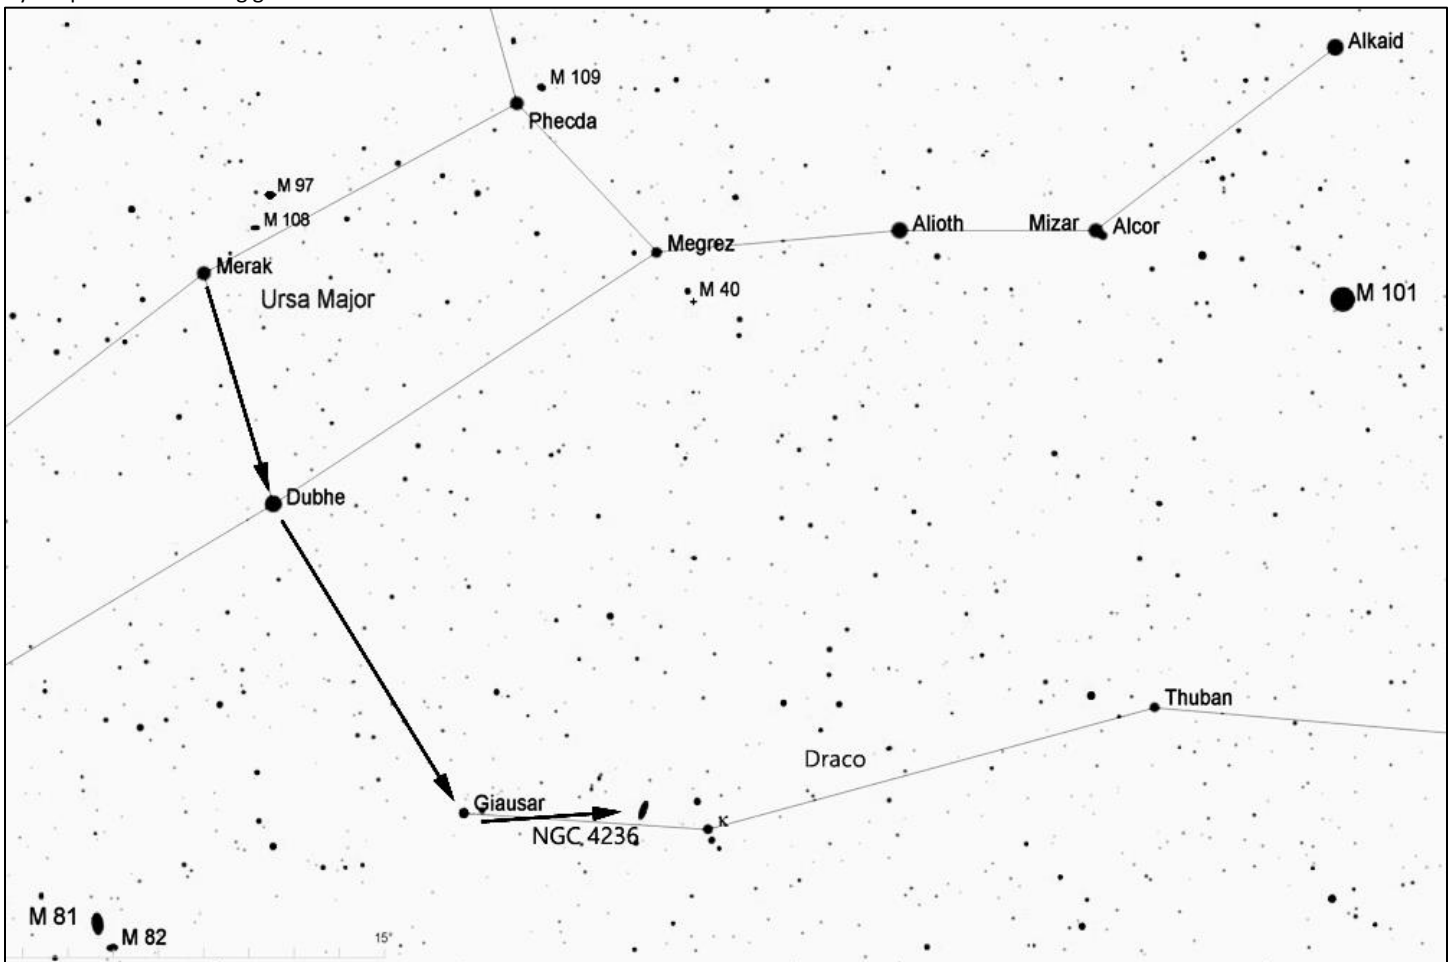 Alkaid
M 109
Phecda
M 97
M 108
Alioth
Mizar
Alcor
Megrez
Merak
Ursa Major
M 40
M 101
Dubhe
Thuban
Draco
Giausar
κ
NGC 4236
M 81
M 82
15°